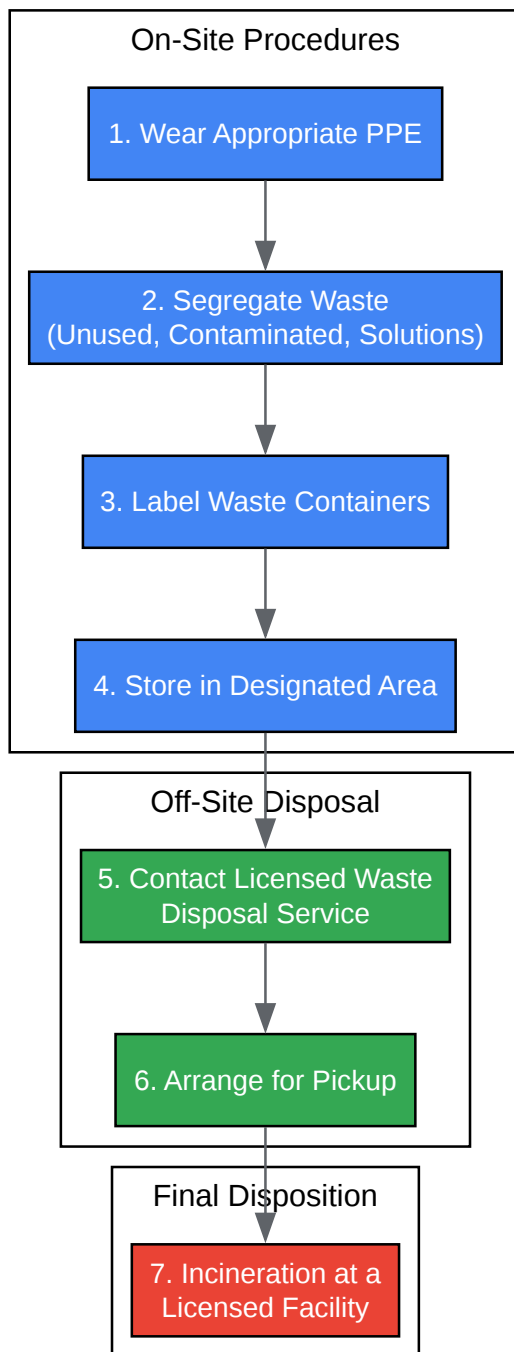 On-Site Procedures
1. Wear Appropriate PPE
2. Segregate Waste
(Unused, Contaminated, Solutions)
3. Label Waste Containers
4. Store in Designated Area
Off-Site Disposal
5. Contact Licensed Waste
Disposal Service
6. Arrange for Pickup
Final Disposition
7. Incineration at a
Licensed Facility